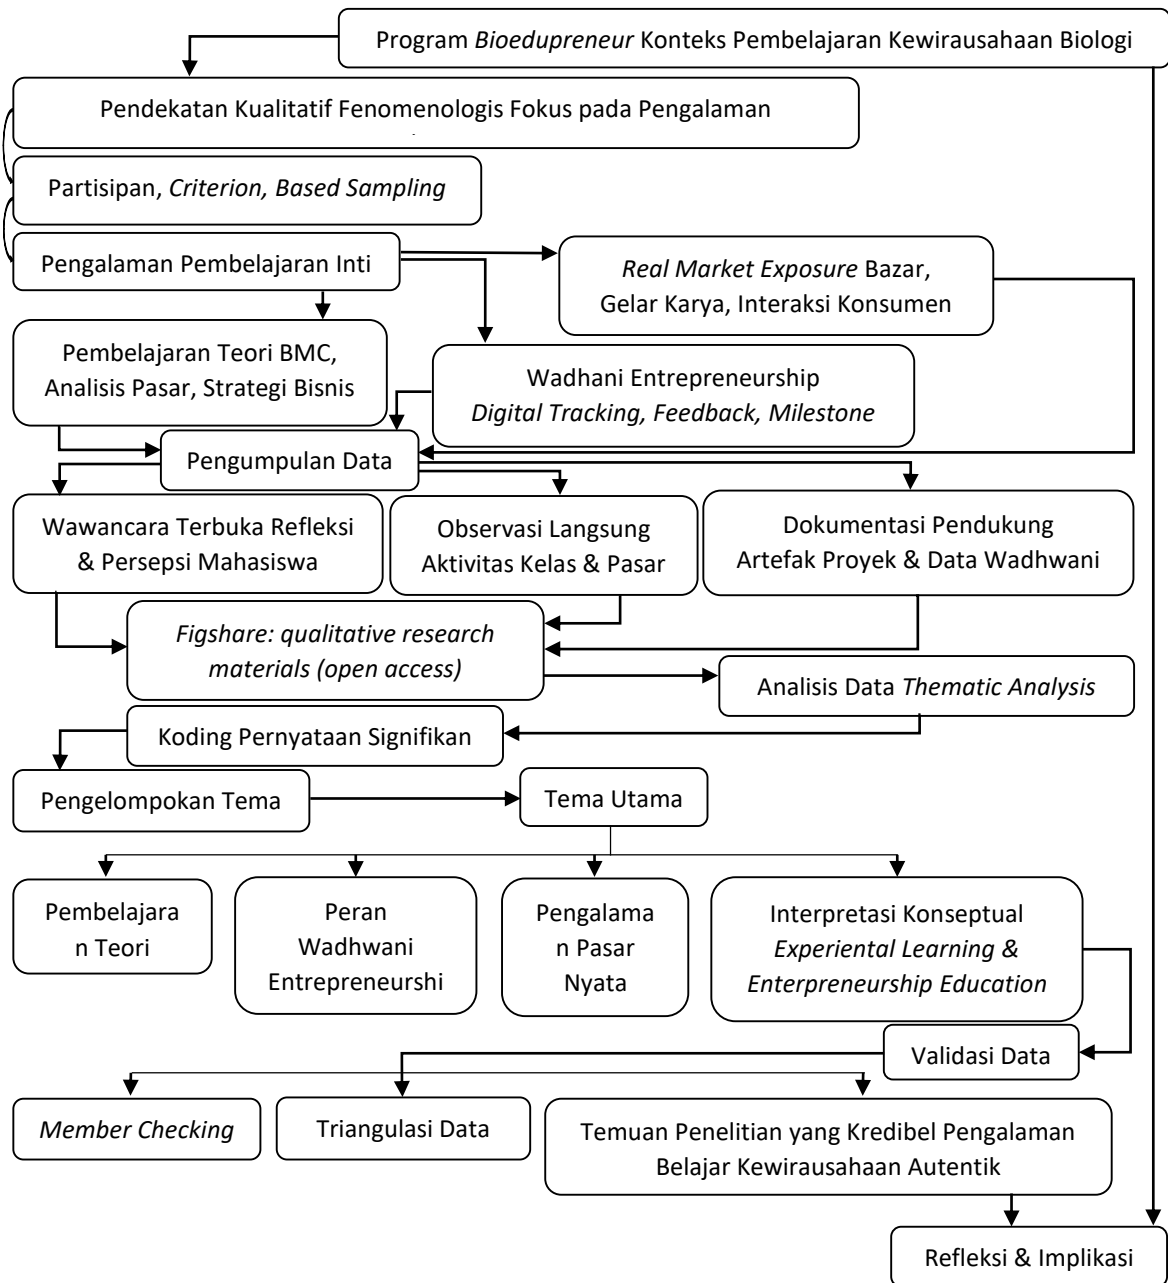 Program Bioedupreneur Konteks Pembelajaran Kewirausahaan Biologi
Pendekatan Kualitatif Fenomenologis Fokus pada Pengalaman
Partisipan, Criterion, Based Sampling
Pengalaman Pembelajaran Inti
Real Market Exposure Bazar,
Gelar Karya, Interaksi Konsumen
Pembelajaran Teori BMC,
Analisis Pasar, Strategi Bisnis
Wadhani Entrepreneurship
Digital Tracking, Feedback, Milestone
Pengumpulan Data
Wawancara Terbuka Refleksi
& Persepsi Mahasiswa
Observasi Langsung
Aktivitas Kelas & Pasar
Dokumentasi Pendukung
Artefak Proyek & Data Wadhwani
Figshare: qualitative research
materials (open access)
Analisis Data Thematic Analysis
Koding Pernyataan Signifikan
Pengelompokan Tema
Tema Utama
Pembelajara
n Teori
Peran
Wadhwani
Entrepreneurshi
Pengalama
n Pasar
Nyata
Interpretasi Konseptual
Experiential Learning &
Enterpreneurship Education
Validasi Data
Member Checking
Triangulasi Data
Temuan Penelitian yang Kredibel Pengalaman
Belajar Kewirausahaan Autentik
Refleksi & Implikasi